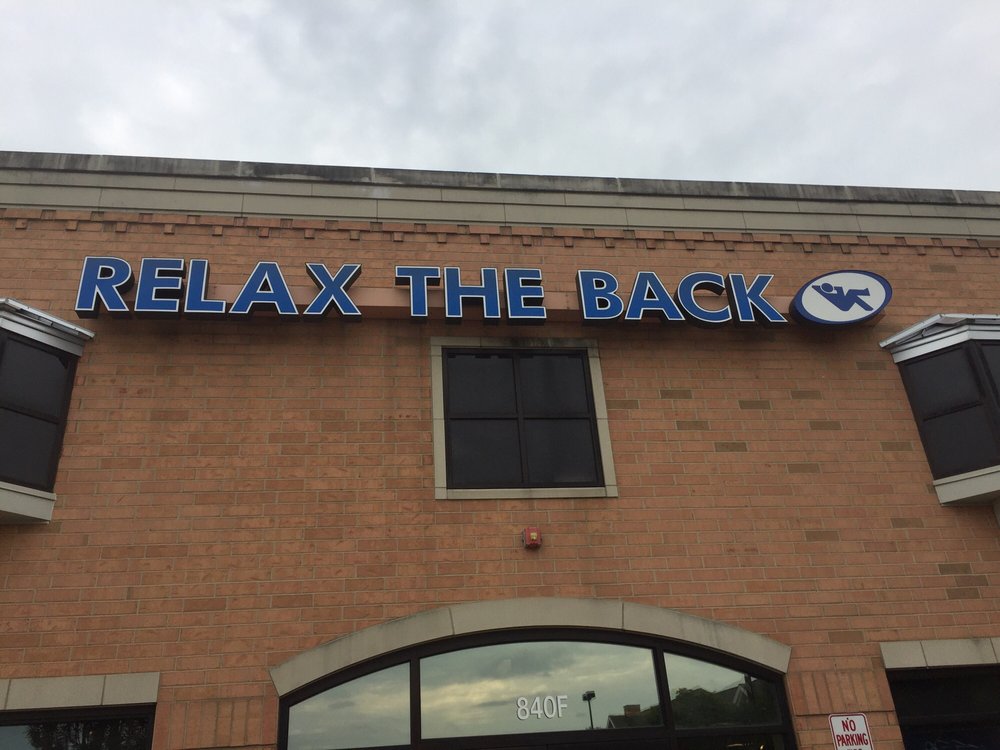 RELAX THE BACK
840F
NO
PARKING